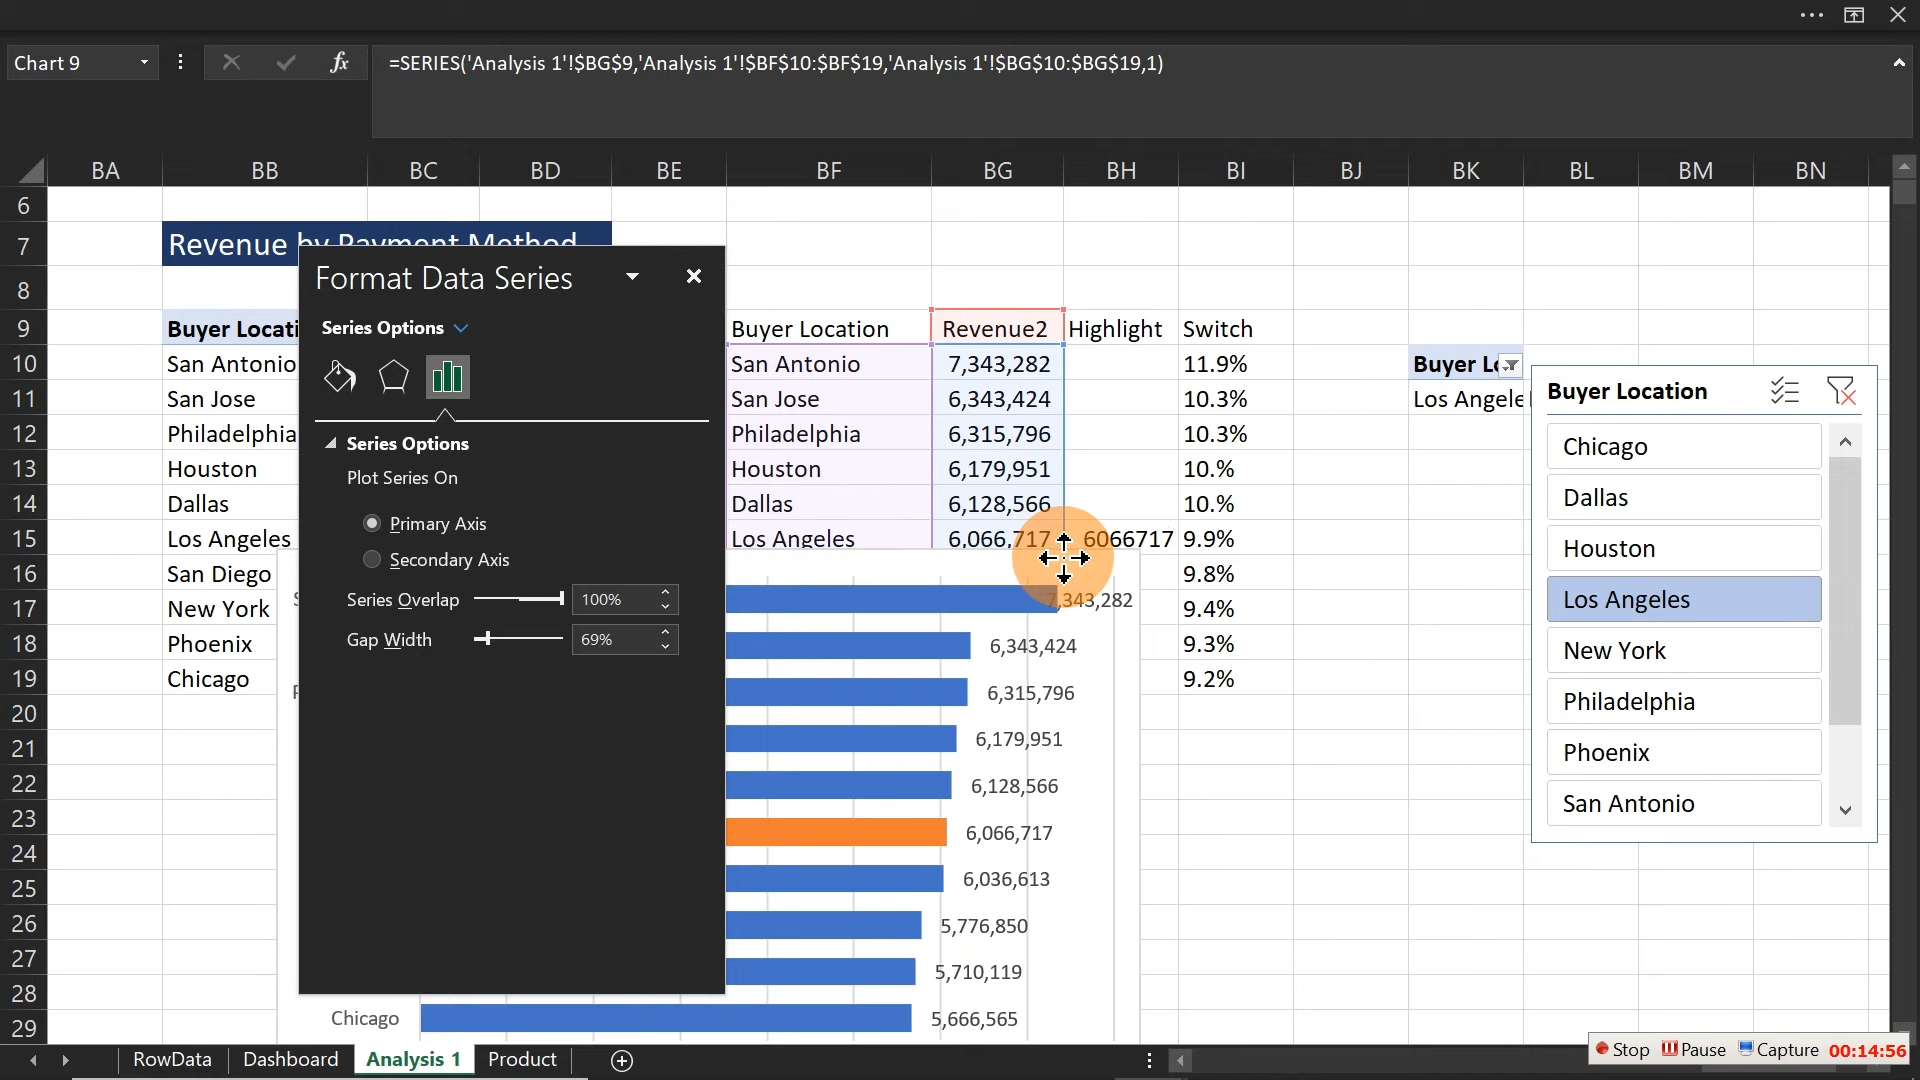 Chart 9
fx
=SERIES('Analysis 1'!$BG$9,'Analysis 1'!$BF$10:$BF$19,'Analysis 1'!$BG$10:$BG$19,1)
BA BB BC BD BE BF BG BH BI BJ BK BL BM BN
6
7 Revenue by Payment Method
8
Format Data Series
Series Options
Series Options
Plot Series On
Primary Axis
Secondary Axis
Series Overlap 100%
Gap Width 69%
9 Buyer Locati Buyer Location Revenue2 Highlight Switch
10 San Antonio San Antonio 7,343,282 11.9% Buyer Lo
11 San Jose San Jose 6,343,424 10.3% Los Angele
12 Philadelphia Philadelphia 6,315,796 10.3%
13 Houston Houston 6,179,951 10.%
14 Dallas Dallas 6,128,566 10.%
15 Los Angeles Los Angeles 6,066,717 6066717 9.9%
16 San Diego 9.8%
17 New York 9.4%
18 Phoenix 9.3%
19 Chicago 9.2%
20
21
22
23
24
25
26
27
28
29
7,343,282
6,343,424
6,315,796
6,179,951
6,128,566
6,066,717
6,036,613
5,776,850
5,710,119
Chicago 5,666,565
Buyer Location
Chicago
Dallas
Houston
Los Angeles
New York
Philadelphia
Phoenix
San Antonio
RowData Dashboard Analysis 1 Product
Stop Pause Capture 00:14:56